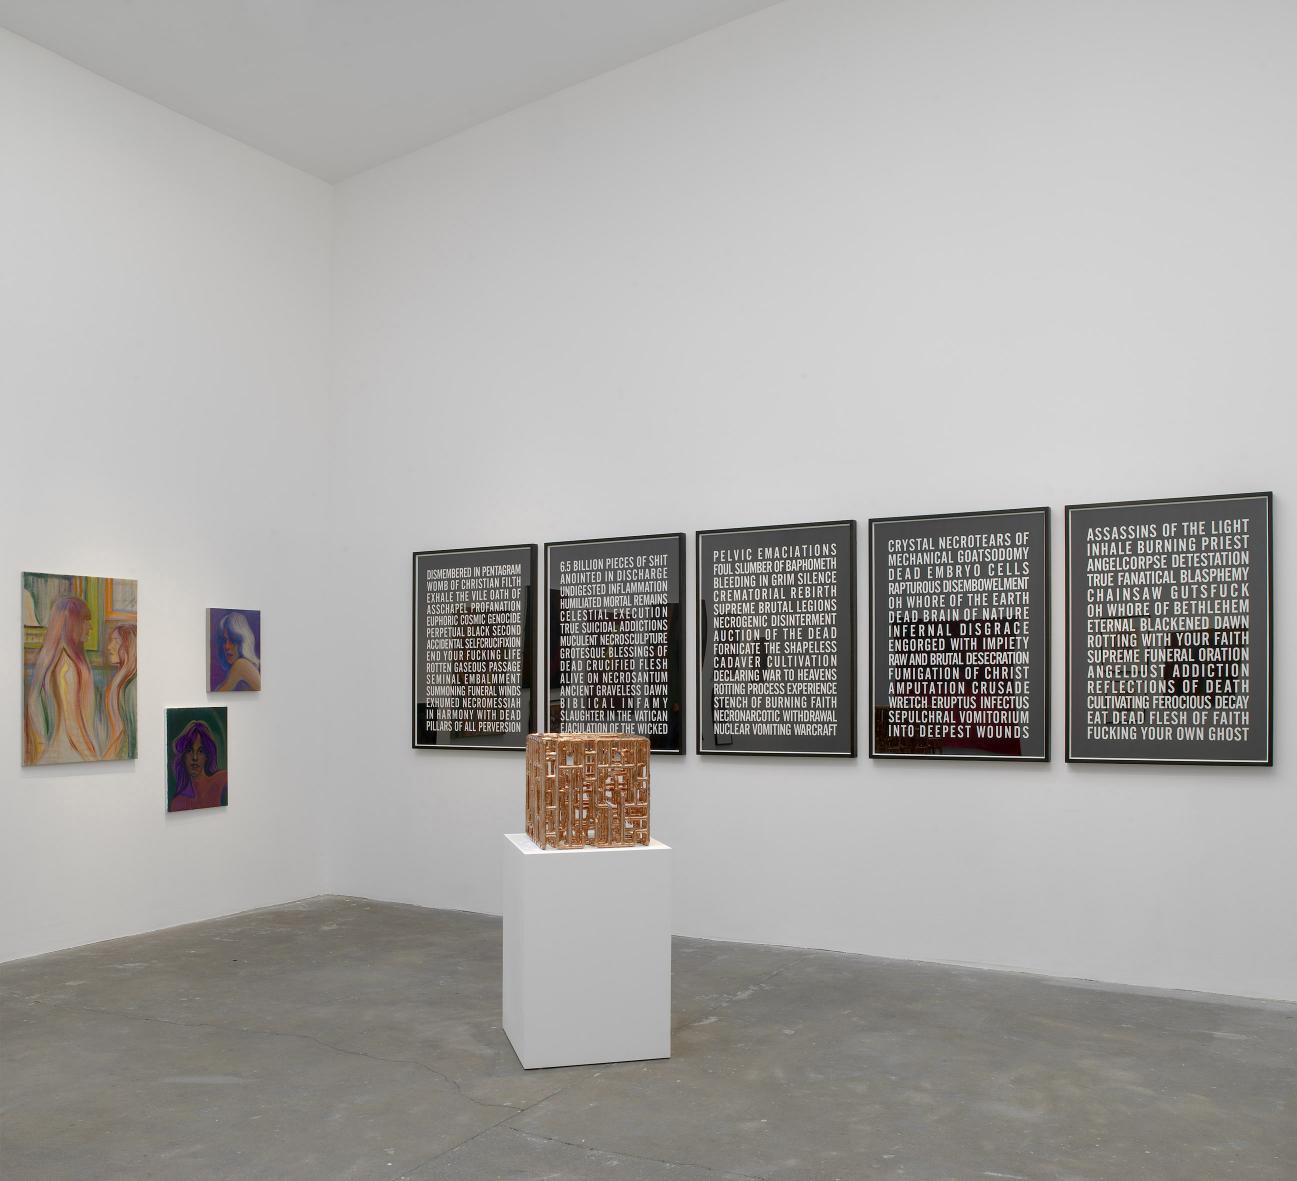 DISMEMBERED IN PENTAGRAM
WOMB OF CHRISTIAN FILTH
EXHALE THE VILE OATH OF
ASSCHAPEL PROFANATION
EUPHORIC COSMIC GENOCIDE
PERPETUAL BLACK SECOND
ACCIDENTAL SELFCRUCIFIXION
END YOUR FUCKING LIFE
ROTTEN GASEOUS PASSAGE
SEMINAL EMBALMMENT
SUMMONING FUNERAL WINDS
EXHUMED NECROMESSIAH
IN HARMONY WITH DEAD
PILLARS OF ALL PERVERSION
6.5 BILLION PIECES OF SHIT
ANOINTED IN DISCHARGE
UNDIGESTED INFLAMMATION
HUMILIATED MORTAL REMAINS
CELESTIAL EXECUTION
TRUE SUICIDAL ADDICTIONS
MUCULENT NECROSCULPTURE
GROTESQUE BLESSINGS OF
DEAD CRUCIFIED FLESH
ALIVE ON NECROSANTUM
ANCIENT GRAVELESS DAWN
BIBLICAL INFAMY
SLAUGHTER IN THE VATICAN
EJACULATION OF THE WICKED
PELVIC EMACIATIONS
FOUL SLUMBER OF BAPHOMETH
BLEEDING IN GRIM SILENCE
CREMATORIAL REBIRTH
SUPREME BRUTAL LEGIONS
NECROGENIC DISINTERMENT
AUCTION OF THE DEAD
FORNICATE THE SHAPELESS
CADAVER CULTIVATION
DECLARING WAR TO HEAVENS
ROTTING PROCESS EXPERIENCE
STENCH OF BURNING FAITH
NECRONARCOTIC WITHDRAWAL
NUCLEAR VOMITING WARCRAFT
CRYSTAL NECROTEARS OF
MECHANICAL GOATSODOMY
DEAD EMBRYO CELLS
RAPTUROUS DISEMBOWELMENT
OH WHORE OF THE EARTH
DEAD BRAIN OF NATURE
INFERNAL DISGRACE
ENGORGED WITH IMPIETY
RAW AND BRUTAL DESECRATION
FUMIGATION OF CHRIST
AMPUTATION CRUSADE
WRETCH ERUPTUS INFECTUS
SEPULCHRAL VOMITORIUM
INTO DEEPEST WOUNDS
ASSASSINS OF THE LIGHT
INHALE BURNING PRIEST
ANGELCORPSE DETESTATION
TRUE FANATICAL BLASPHEMY
CHAINSAW GUTSFUCK
OH WHORE OF BETHLEHEM
ETERNAL BLACKENED DAWN
ROTTING WITH YOUR FAITH
SUPREME FUNERAL ORATION
ANGELDUST ADDICTION
REFLECTIONS OF DEATH
CULTIVATING FEROCIOUS DECAY
EAT DEAD FLESH OF FAITH
FUCKING YOUR OWN GHOST